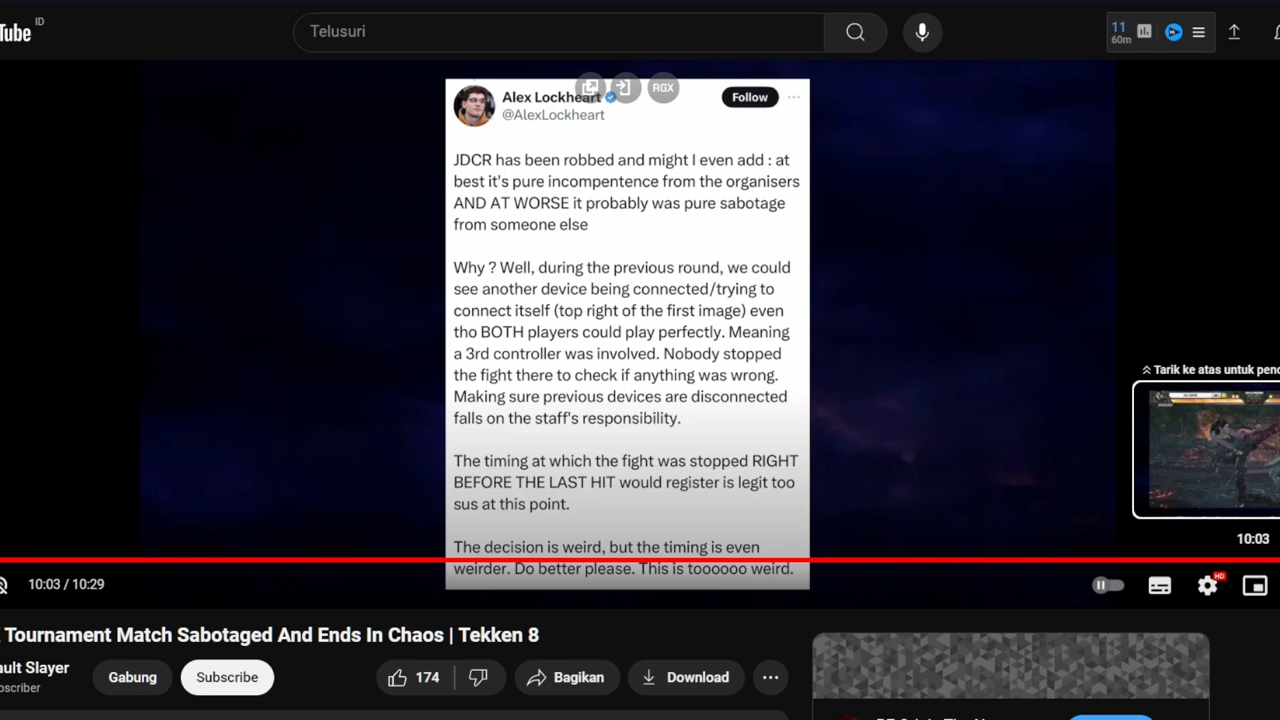 Tube ID
Telusuri
11
60m
RGX
Alex Lockheart
Follow
@AlexLockheart
JDCR has been robbed and might I even add : at
best it's pure incompentence from the organisers
AND AT WORSE it probably was pure sabotage
from someone else
Why ? Well, during the previous round, we could
see another device being connected/trying to
connect itself (top right of the first image) even
tho BOTH players could play perfectly. Meaning
a 3rd controller was involved. Nobody stopped
the fight there to check if anything was wrong.
Making sure previous devices are disconnected
falls on the staff's responsibility.
The timing at which the fight was stopped RIGHT
BEFORE THE LAST HIT would register is legit too
sus at this point.
The decision is weird, but the timing is even
weirder. Do better please. This is toooooo weird.
Tarik ke atas untuk penc
10:03
10:03 / 10:29
HD
Tournament Match Sabotaged And Ends In Chaos | Tekken 8
ault Slayer
bscriber
Gabung
Subscribe
174
Bagikan
Download